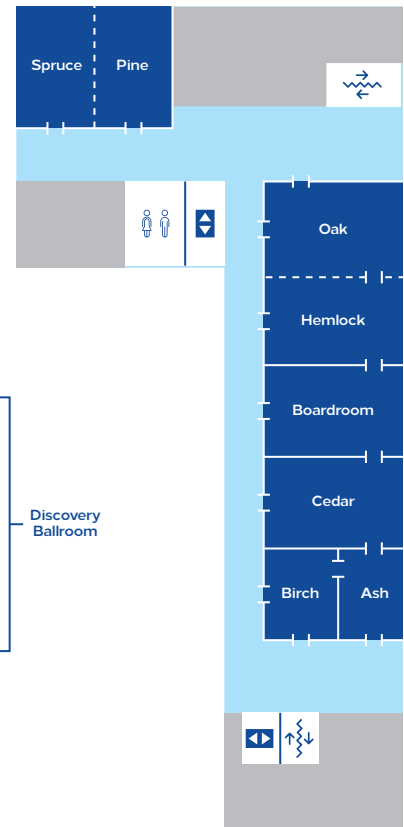 Spruce
Pine
Oak
Hemlock
Boardroom
Cedar
Discovery
Ballroom
Birch
Ash